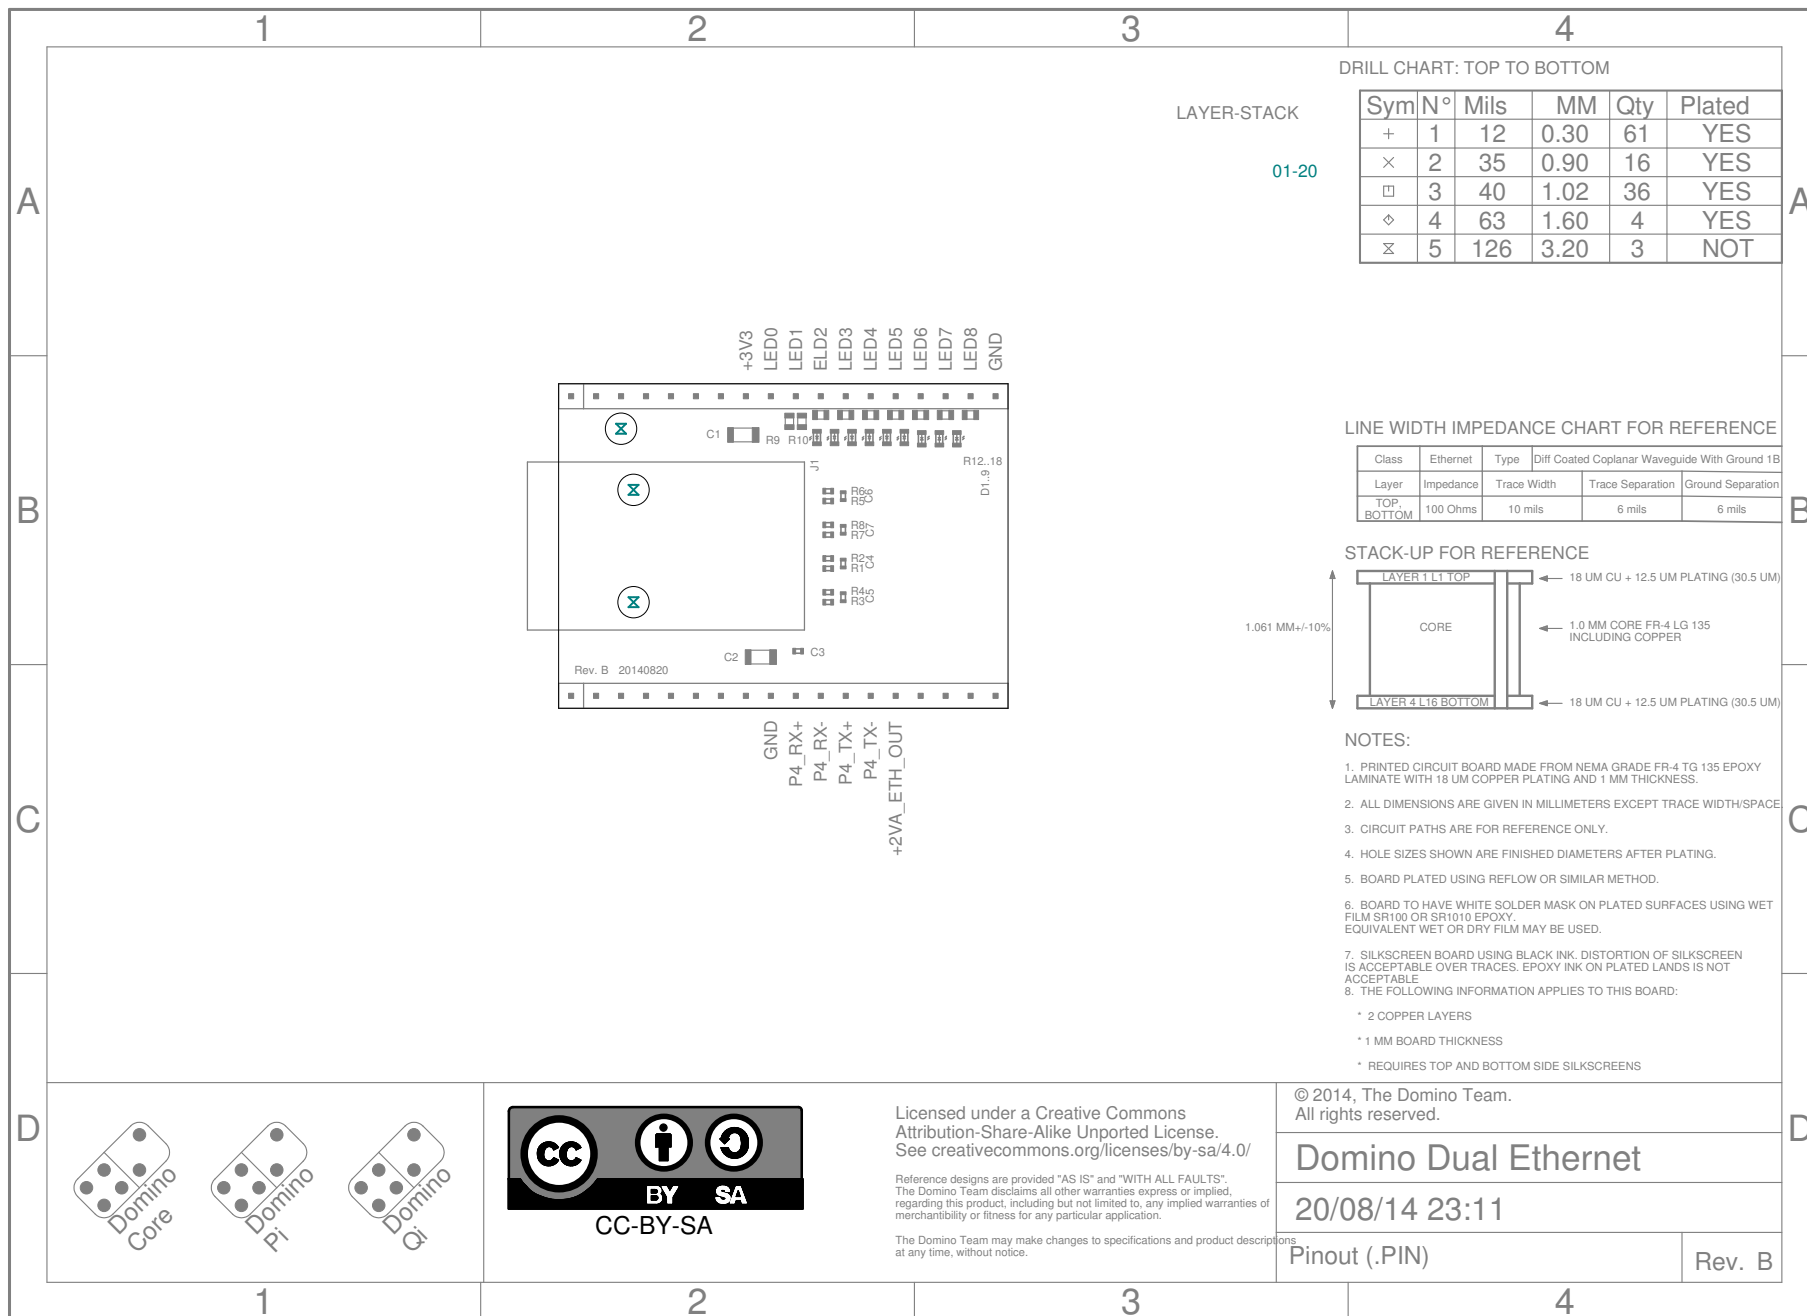 1 2 3 4
DRILL CHART: TOP TO BOTTOM
LAYER-STACK
01-20
Sym N° Mils MM Qty Plated
+ 1 12 0.30 61 YES
× 2 35 0.90 16 YES
3 40 1.02 36 YES
4 63 1.60 4 YES
5 126 3.20 3 NOT
A A
+3V3
LED0
LED1
ELD2
LED3
LED4
LED5
LED6
LED7
LED8
GND
C1
R9
R10
J1
R12..18
D1..9
R6
R5
C6
R8
R7
C7
R2
R1
C4
R4
R3
C5
C2
C3
Rev. B 20140820
GND
P4_RX+
P4_RX-
P4_TX+
P4_TX-
+2VA_ETH_OUT
LINE WIDTH IMPEDANCE CHART FOR REFERENCE
Class Ethernet Type Diff Coated Coplanar Waveguide With Ground 1B
Layer Impedance Trace Width Trace Separation Ground Separation
TOP,
BOTTOM 100 Ohms 10 mils 6 mils 6 mils
B B
STACK-UP FOR REFERENCE
LAYER 1 L1 TOP
18 UM CU + 12.5 UM PLATING (30.5 UM)
1.061 MM+/-10%
CORE
1.0 MM CORE FR-4 LG 135
INCLUDING COPPER
LAYER 4 L16 BOTTOM
18 UM CU + 12.5 UM PLATING (30.5 UM)
NOTES:
1. PRINTED CIRCUIT BOARD MADE FROM NEMA GRADE FR-4 TG 135 EPOXY
LAMINATE WITH 18 UM COPPER PLATING AND 1 MM THICKNESS.
2. ALL DIMENSIONS ARE GIVEN IN MILLIMETERS EXCEPT TRACE WIDTH/SPACE
C C
3. CIRCUIT PATHS ARE FOR REFERENCE ONLY.
4. HOLE SIZES SHOWN ARE FINISHED DIAMETERS AFTER PLATING.
5. BOARD PLATED USING REFLOW OR SIMILAR METHOD.
6. BOARD TO HAVE WHITE SOLDER MASK ON PLATED SURFACES USING WET
FILM SR100 OR SR1010 EPOXY.
EQUIVALENT WET OR DRY FILM MAY BE USED.
7. SILKSCREEN BOARD USING BLACK INK. DISTORTION OF SILKSCREEN
IS ACCEPTABLE OVER TRACES. EPOXY INK ON PLATED LANDS IS NOT
ACCEPTABLE
8. THE FOLLOWING INFORMATION APPLIES TO THIS BOARD:
* 2 COPPER LAYERS
* 1 MM BOARD THICKNESS
* REQUIRES TOP AND BOTTOM SIDE SILKSCREENS
D D
Domino
Core
Domino
Pi
Domino
Qi
CC
BY SA
CC-BY-SA
Licensed under a Creative Commons
Attribution-Share-Alike Unported License.
See creativecommons.org/licenses/by-sa/4.0/
Reference designs are provided "AS IS" and "WITH ALL FAULTS".
The Domino Team disclaims all other warranties express or implied,
regarding this product, including but not limited to, any implied warranties of
merchantibility or fitness for any particular application.
The Domino Team may make changes to specifications and product descriptions
at any time, without notice.
© 2014, The Domino Team.
All rights reserved.
Domino Dual Ethernet
20/08/14 23:11
Pinout (.PIN)
Rev. B
1 2 3 4